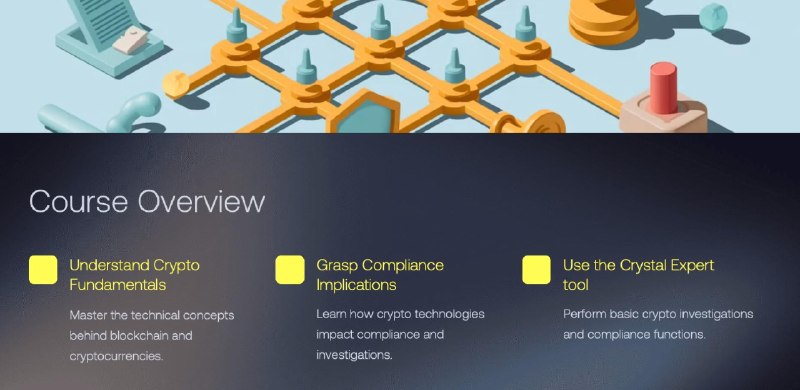 Course Overview
Understand Crypto
Fundamentals
Master the technical concepts
behind blockchain and
cryptocurrencies.
Grasp Compliance
Implications
Learn how crypto technologies
impact compliance and
investigations.
Use the Crystal Expert
tool
Perform basic crypto investigations
and compliance functions.